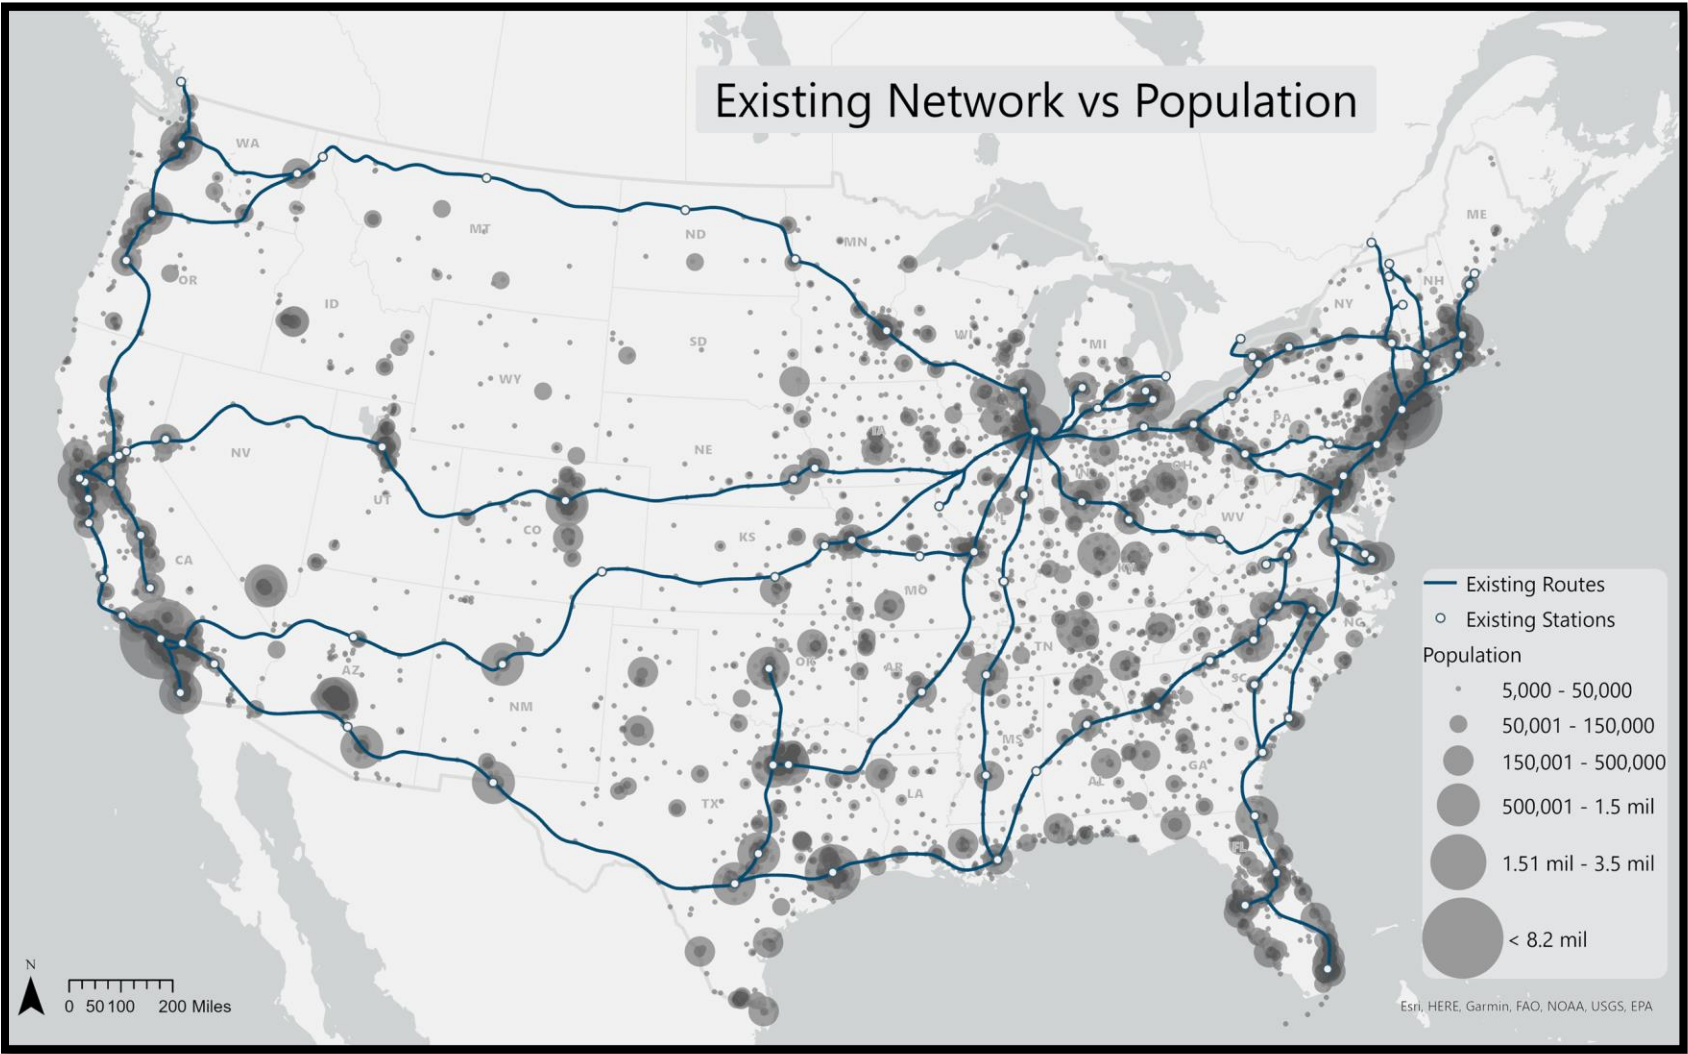 Existing Network vs Population
WA
ME
MT
ND
MN
OR
NH
ID
NY
SD
WI
MI
WY
PA
IA
NV
NE
OH
IN
UT
CO
IL
WV
KS
CA
KY
MO
NC
TN
AZ
OK
AR
SC
NM
MS
GA
AL
TX
LA
FL
Existing Routes
Existing Stations
Population
5,000 - 50,000
50,001 - 150,000
150,001 - 500,000
500,001 - 1.5 mil
1.51 mil - 3.5 mil
< 8.2 mil
N
0 50 100 200 Miles
Esri, HERE, Garmin, FAO, NOAA, USGS, EPA